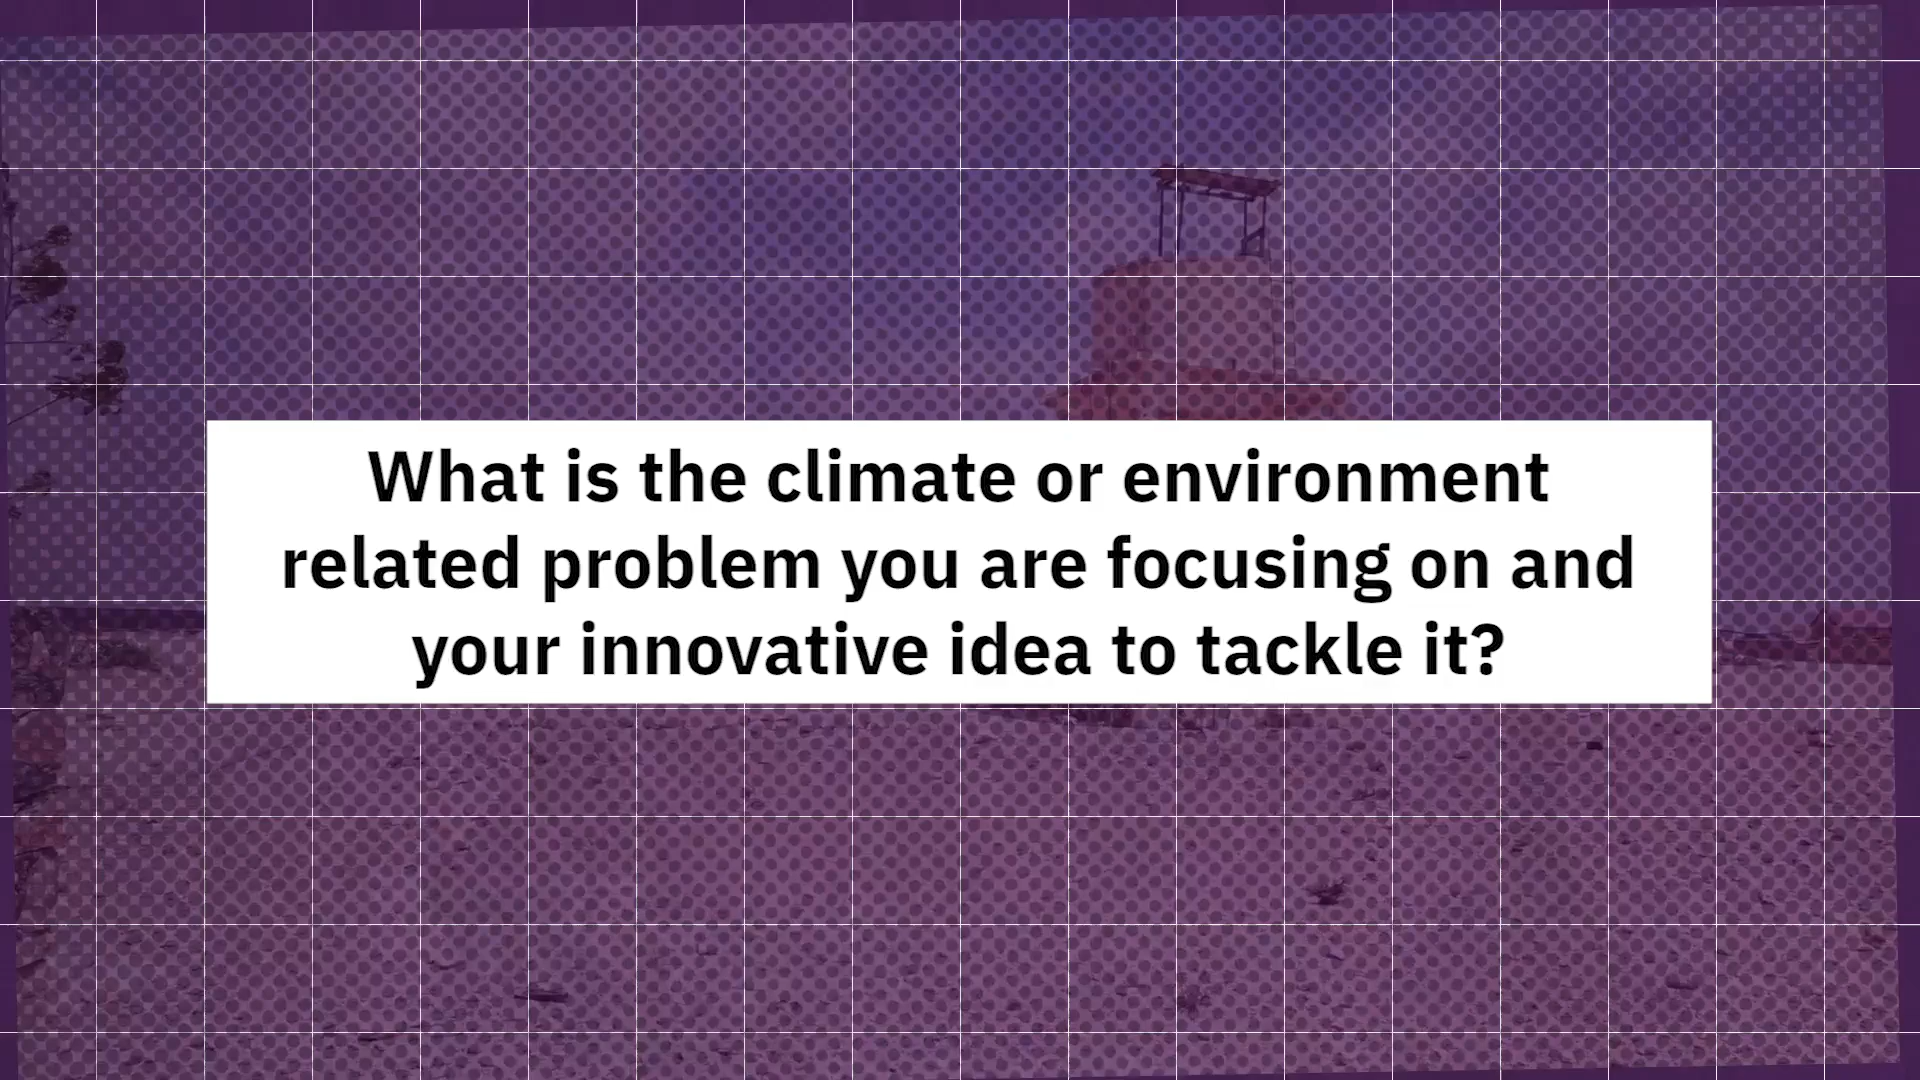 What is the climate or environment
related problem you are focusing on and
your innovative idea to tackle it?